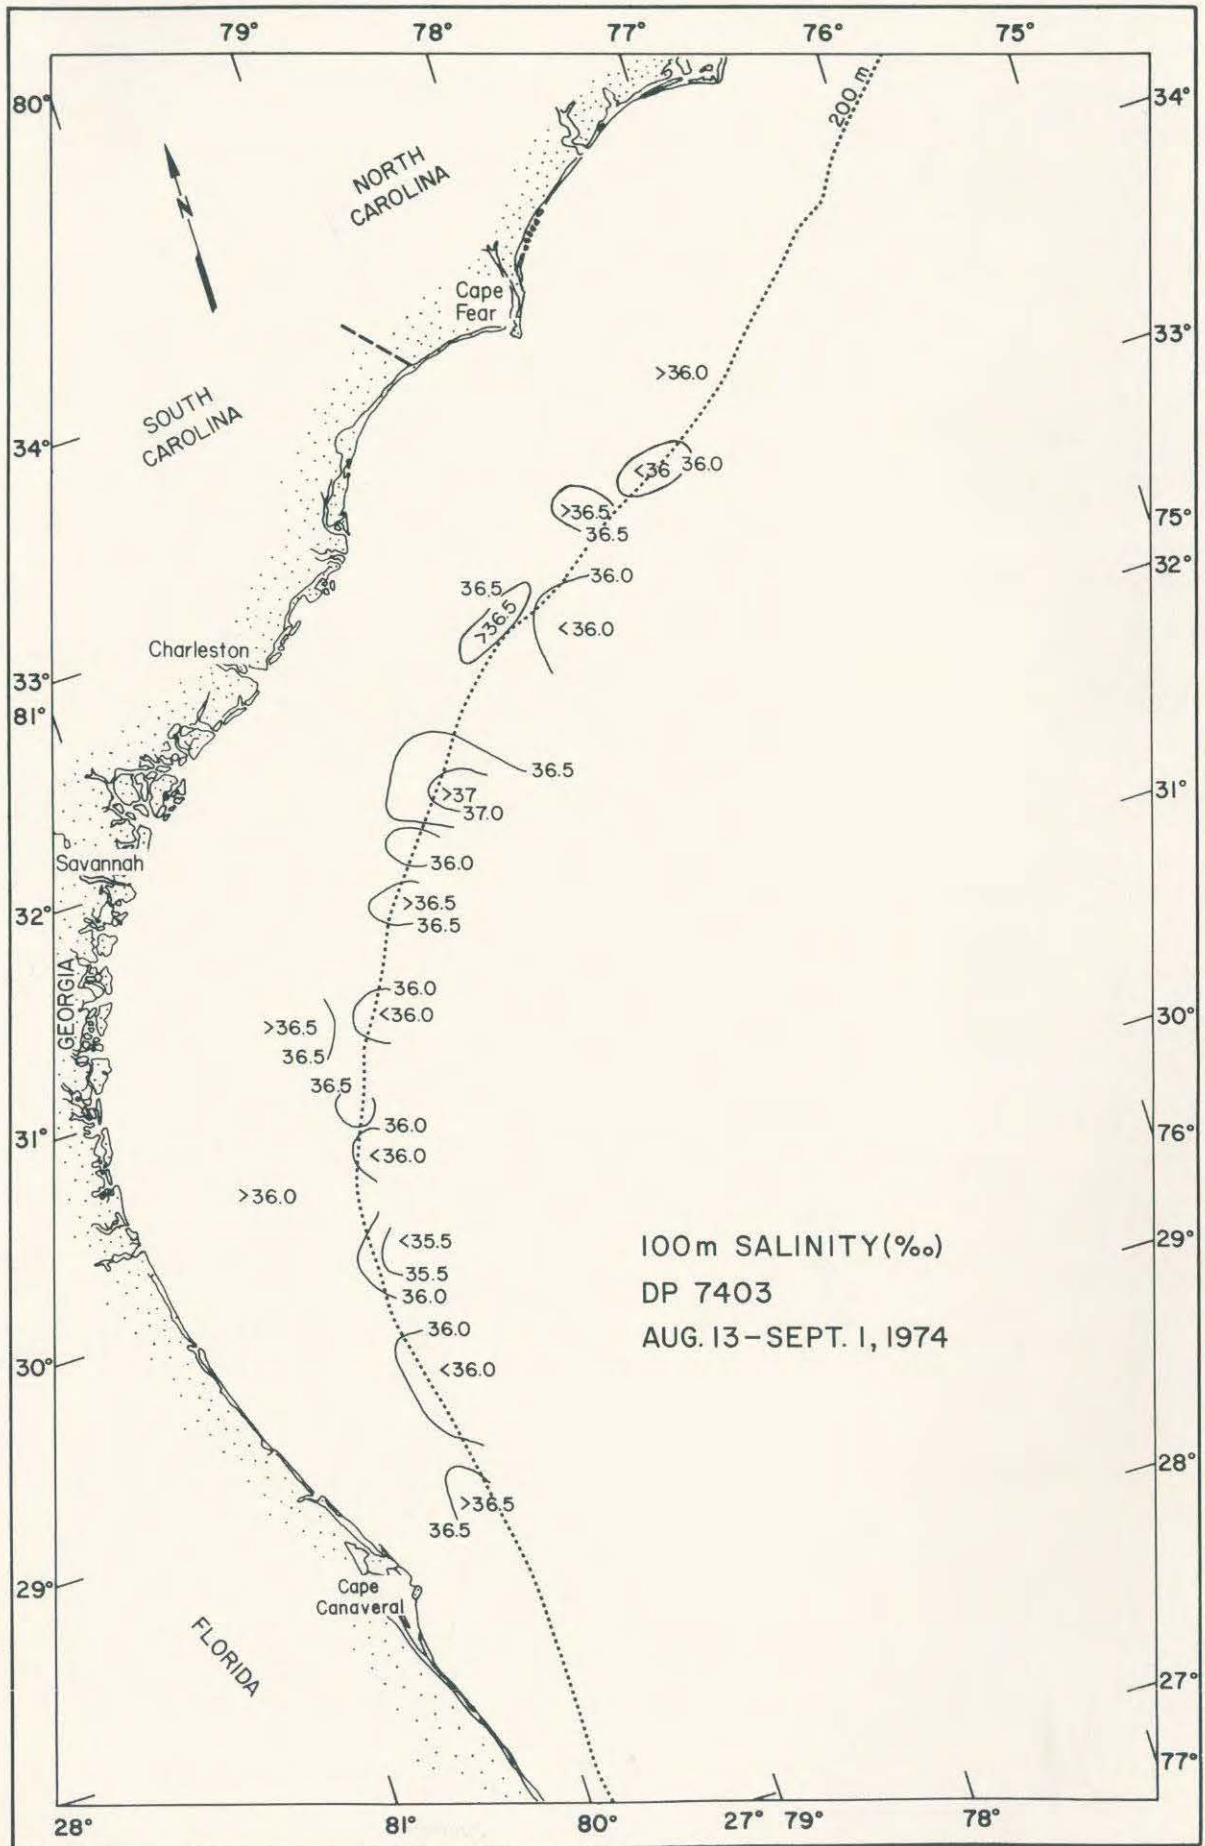 79° 78° 77° 76° 75°
80°
34°
200 m
N
NORTH
CAROLINA
Cape
Fear
33°
>36.0
SOUTH
CAROLINA
34°
<36 36.0
>36.5
36.5
75°
32°
36.0
36.5
>36.5
<36.0
Charleston
33°
81°
36.5
31°
>37
37.0
Savannah
36.0
32°
>36.5
36.5
GEORGIA
36.0
<36.0
30°
>36.5
36.5
36.5
36.0
31°
76°
<36.0
>36.0
<35.5
35.5
36.0
29°
100m SALINITY (‰)
DP 7403
AUG. 13–SEPT. 1, 1974
36.0
<36.0
30°
28°
>36.5
36.5
29°
Cape
Canaveral
FLORIDA
27°
77°
28° 81° 80° 27° 79° 78°